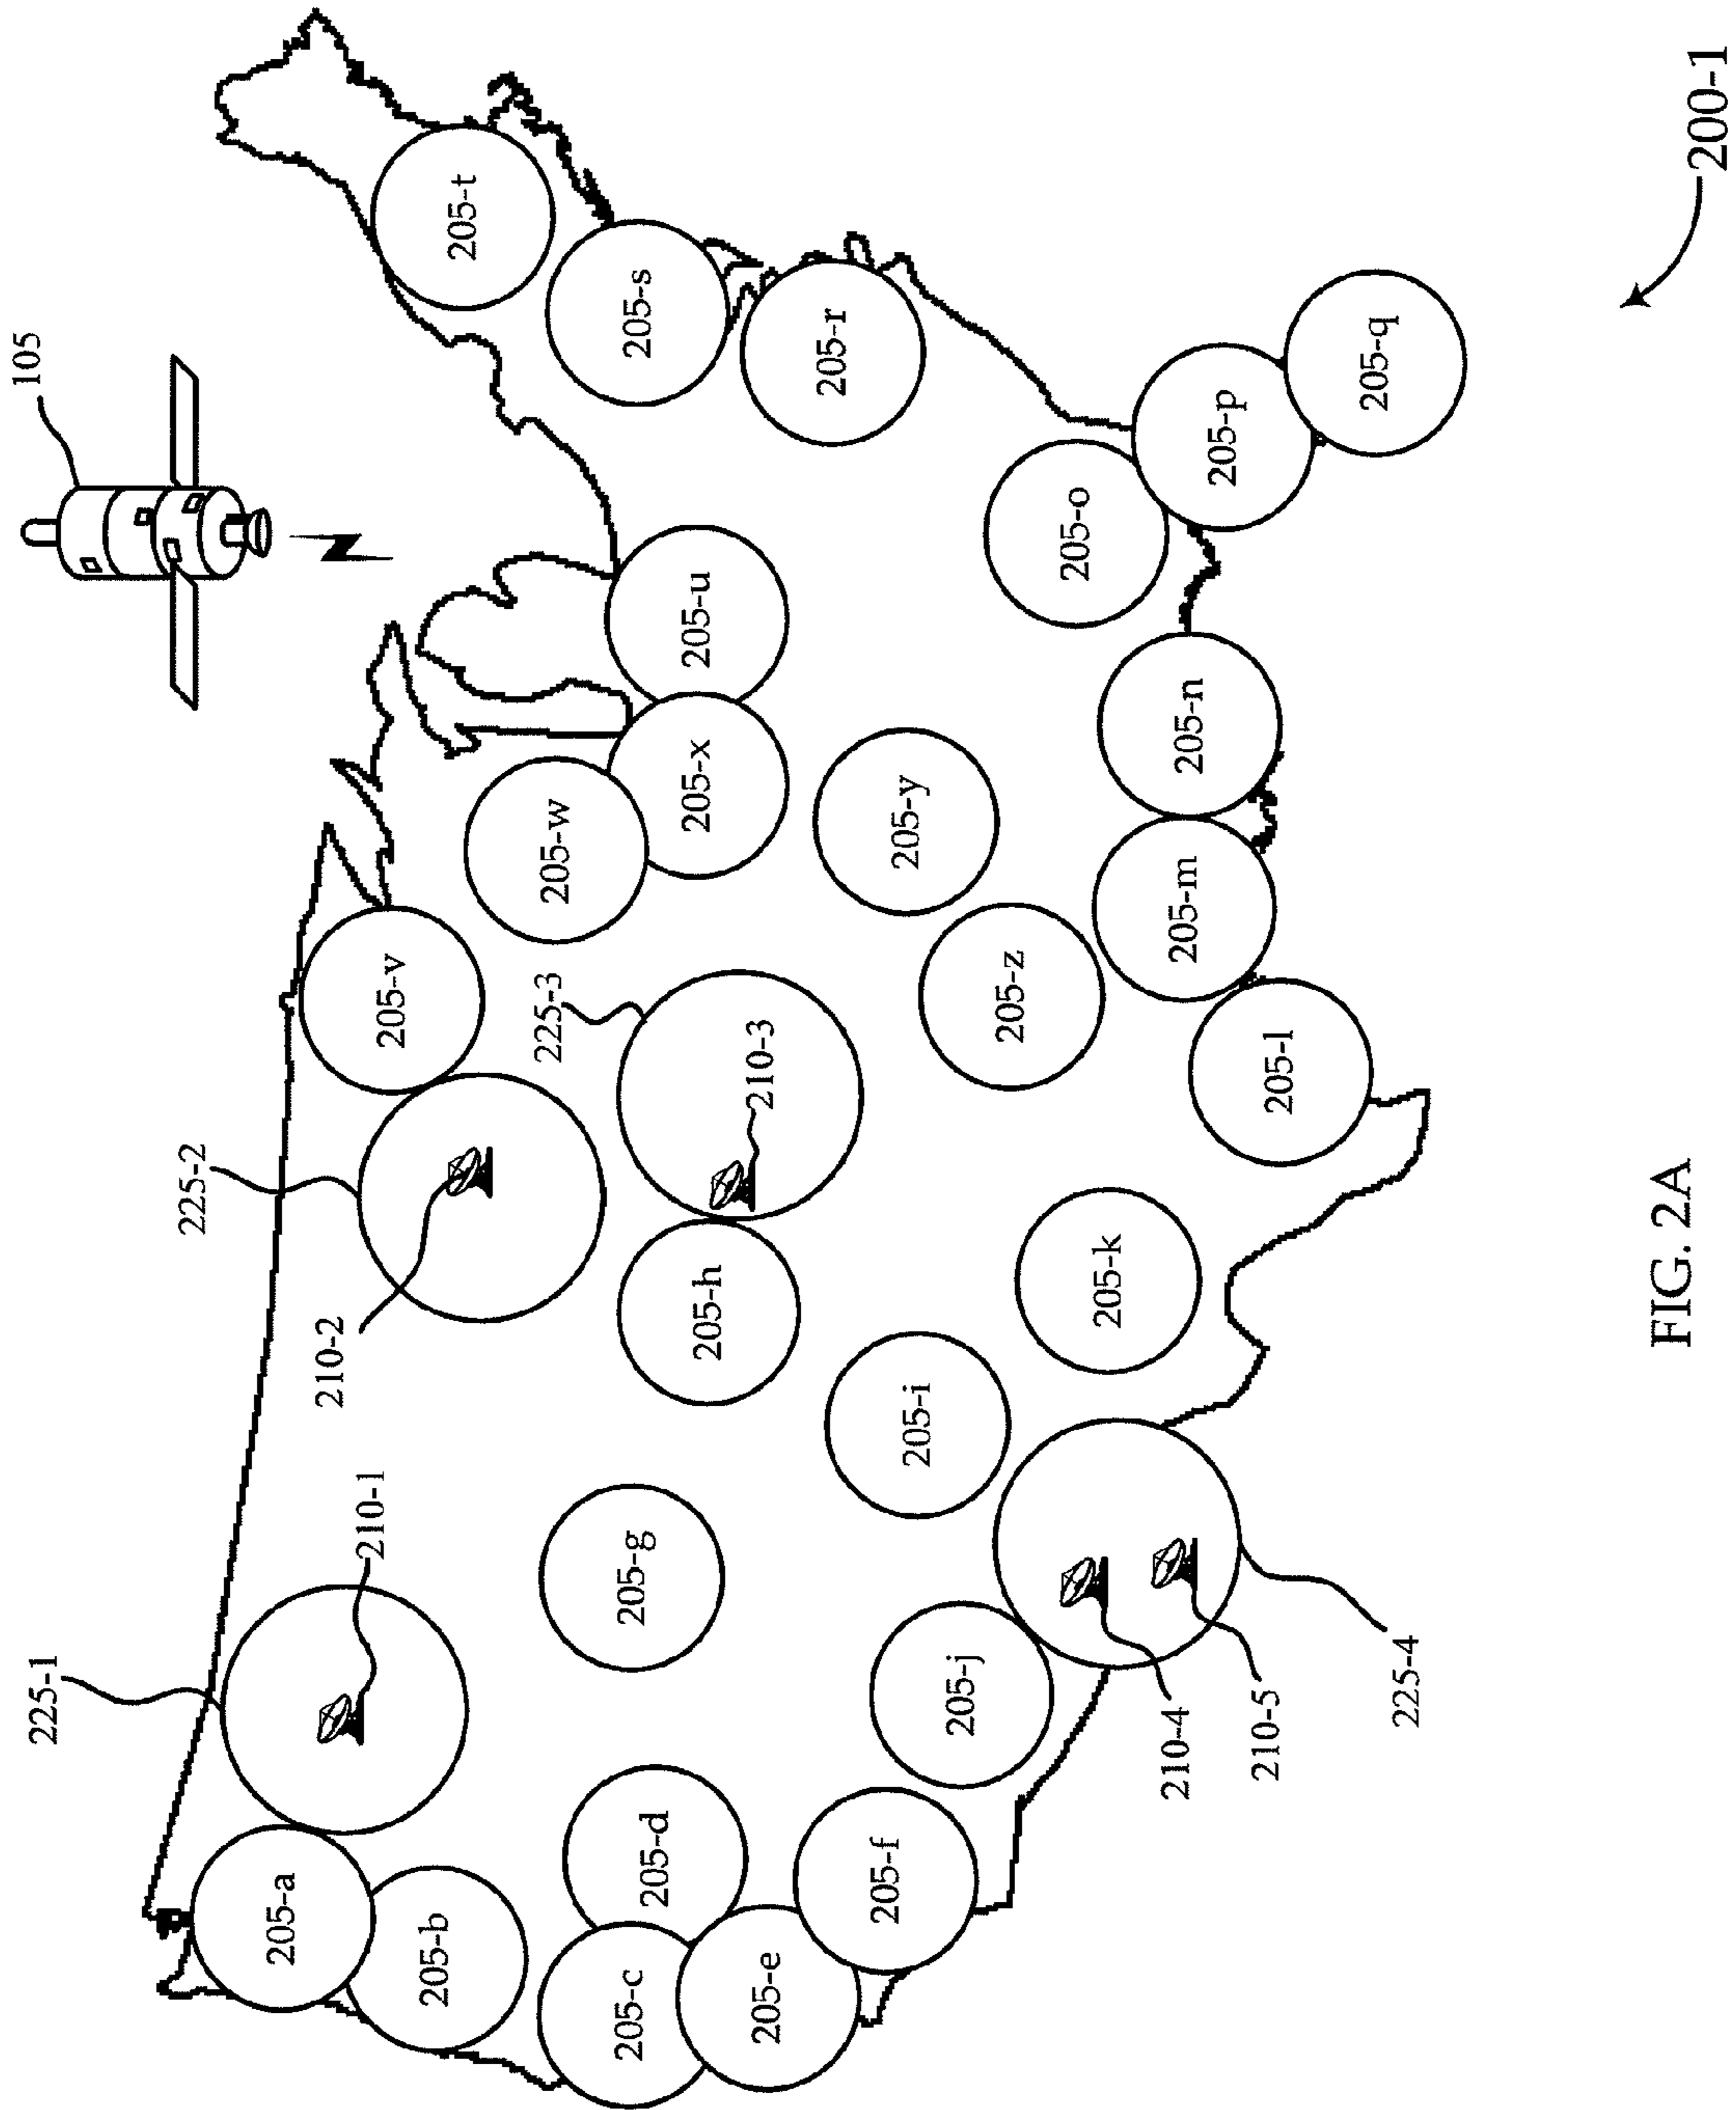 105
225-1
210-1
225-2
210-2
225-3
210-3
225-4
210-4
210-5
205-a
205-b
205-c
205-d
205-e
205-f
205-g
205-h
205-i
205-j
205-k
205-l
205-m
205-n
205-o
205-p
205-q
205-r
205-s
205-t
205-u
205-v
205-w
205-x
205-y
205-z
200-1
FIG. 2A